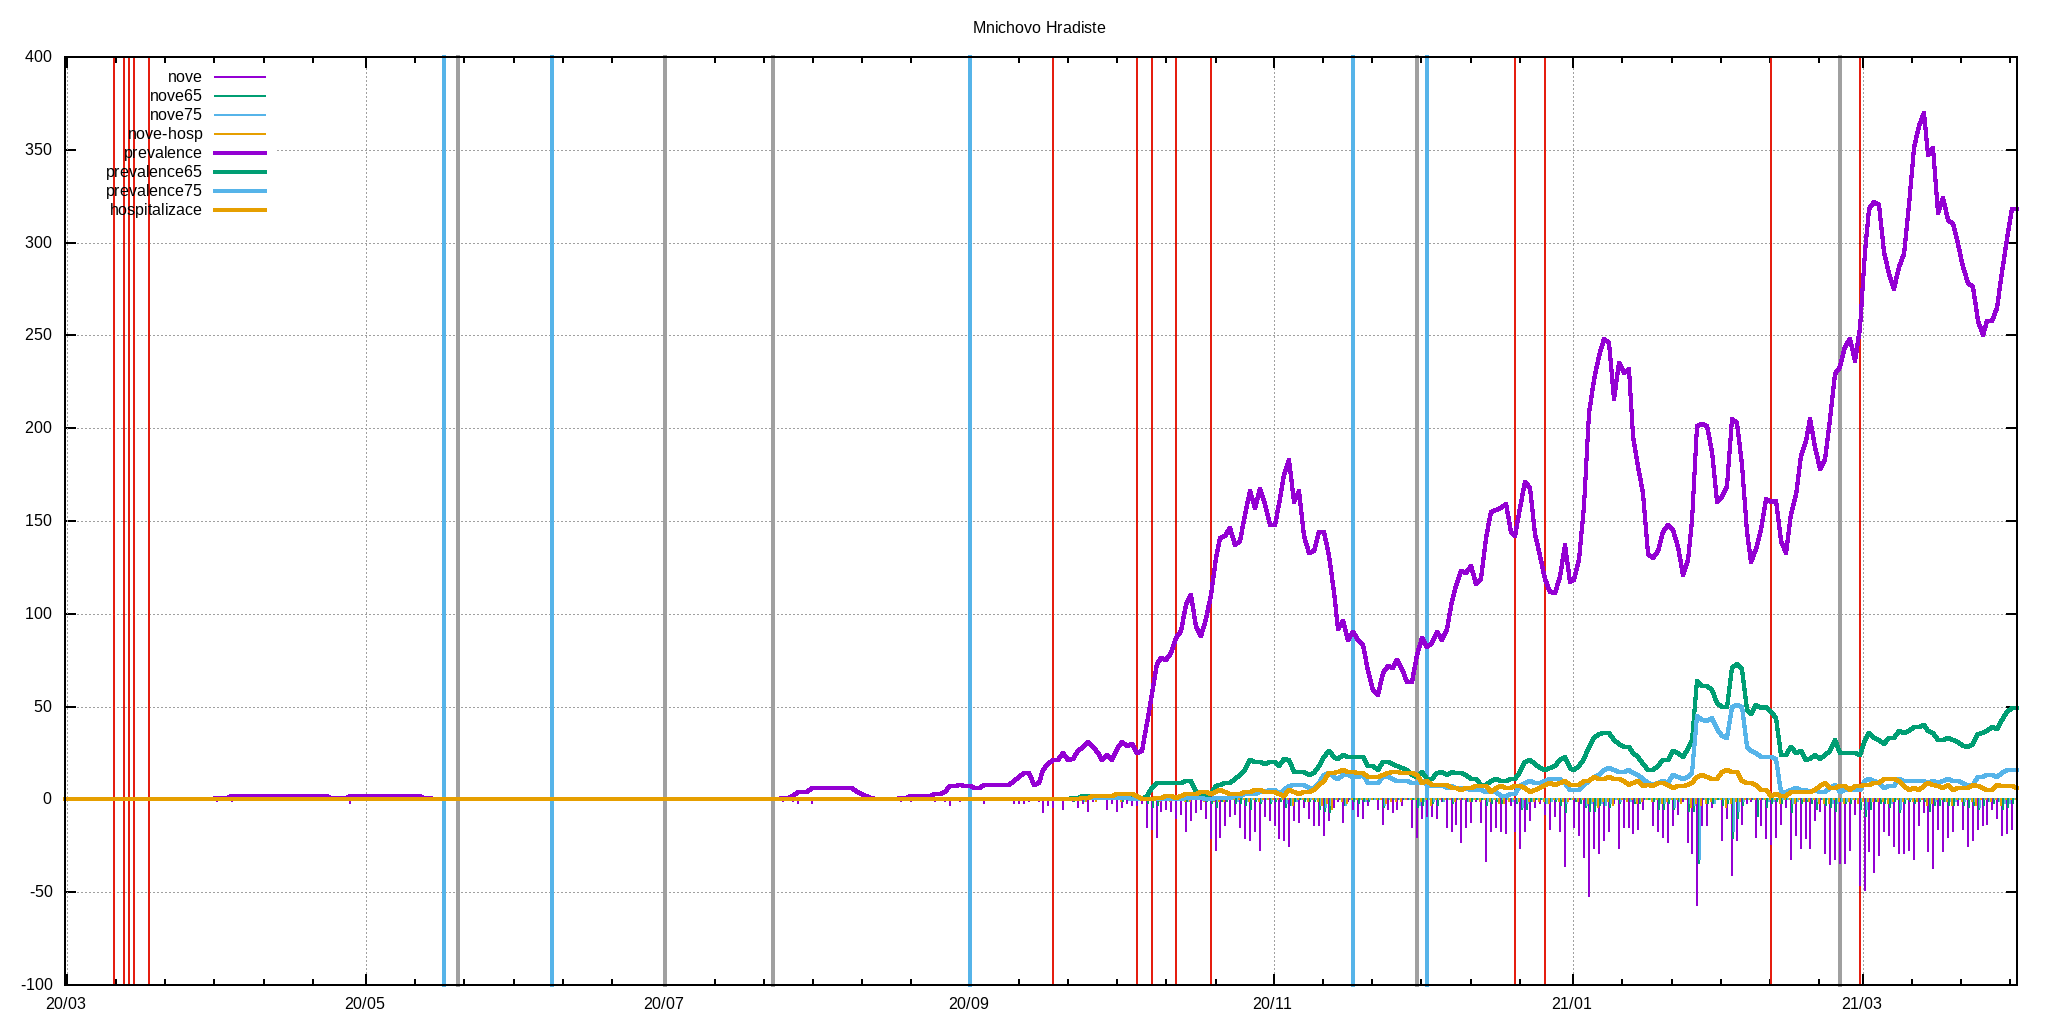 Mnichovo Hradiste
400
350
300
250
200
150
100
50
0
-50
-100
nove
nove65
nove75
nove-hosp
prevalence
prevalence65
prevalence75
hospitalizace
20/03 20/05 20/07 20/09 20/11 21/01 21/03